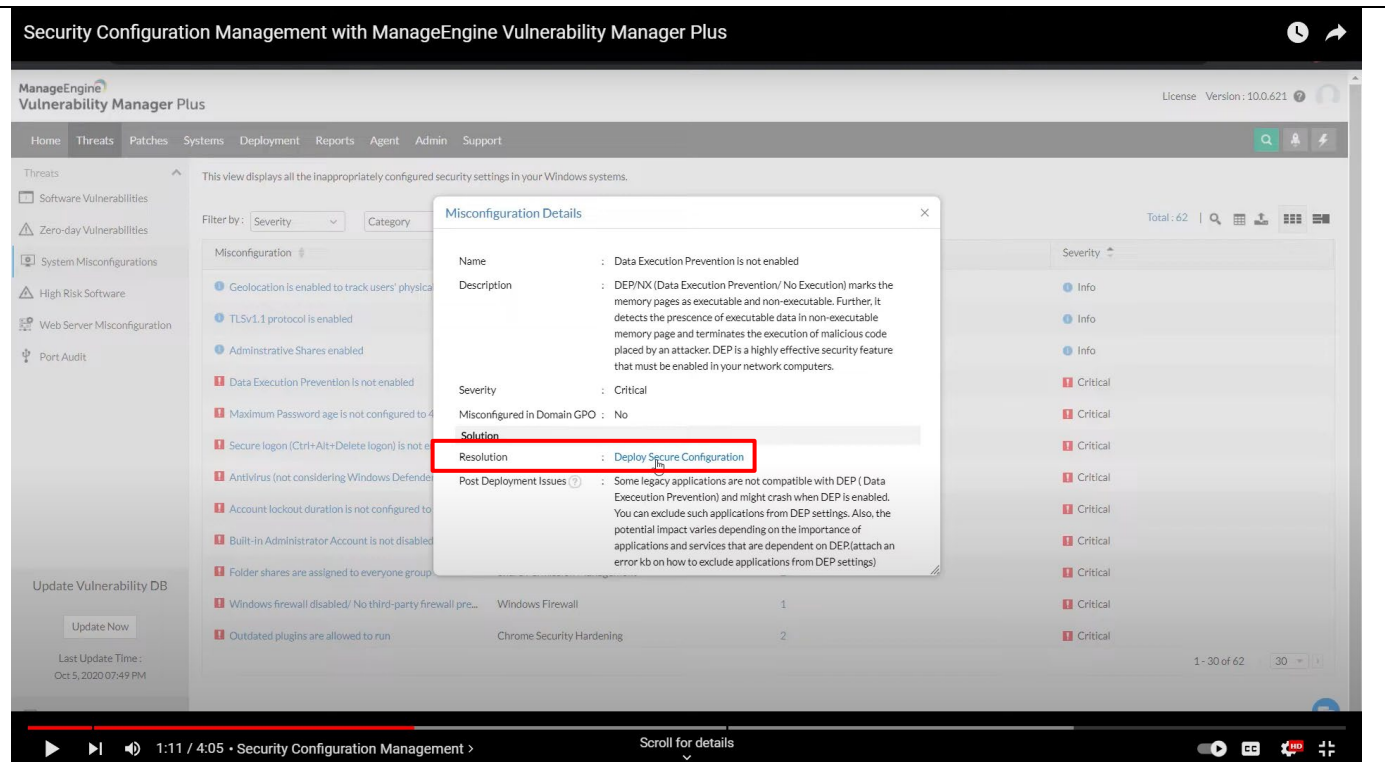 Security Configuration Management with ManageEngine Vulnerability Manager Plus
ManageEngine
Vulnerability Manager Plus
License Version : 10.0.621
Home Threats Patches Systems Deployment Reports Agent Admin Support
Threats
Software Vulnerabilities
Zero-day Vulnerabilities
System Misconfigurations
High Risk Software
Web Server Misconfiguration
Port Audit
This view displays all the inappropriately configured security settings in your Windows systems.
Filter by : Severity Category
Total : 62
Misconfiguration Severity
Geolocation is enabled to track users' physica Info
TLSv1.1 protocol is enabled Info
Adminstrative Shares enabled Info
Data Execution Prevention is not enabled Critical
Maximum Password age is not configured to 4 Critical
Secure logon (Ctrl+Alt+Delete logon) is not e Critical
Antivirus (not considering Windows Defender Critical
Account lockout duration is not configured to Critical
Built-in Administrator Account is not disabled Critical
Folder shares are assigned to everyone group Critical
Windows firewall disabled/ No third-party firewall pre... Windows Firewall 1 Critical
Outdated plugins are allowed to run Chrome Security Hardening 2 Critical
1 - 30 of 62 30
Misconfiguration Details
Name : Data Execution Prevention is not enabled
Description : DEP/NX (Data Execution Prevention/ No Execution) marks the
memory pages as executable and non-executable. Further, it
detects the prescence of executable data in non-executable
memory page and terminates the execution of malicious code
placed by an attacker. DEP is a highly effective security feature
that must be enabled in your network computers.
Severity : Critical
Misconfigured in Domain GPO : No
Solution
Resolution : Deploy Secure Configuration
Post Deployment Issues ? : Some legacy applications are not compatible with DEP ( Data
Execeution Prevention) and might crash when DEP is enabled.
You can exclude such applications from DEP settings. Also, the
potential impact varies depending on the importance of
applications and services that are dependent on DEP.(attach an
error kb on how to exclude applications from DEP settings)
Update Vulnerability DB
Update Now
Last Update Time :
Oct 5, 2020 07:49 PM
1:11 / 4:05 • Security Configuration Management >
Scroll for details
CC
HD